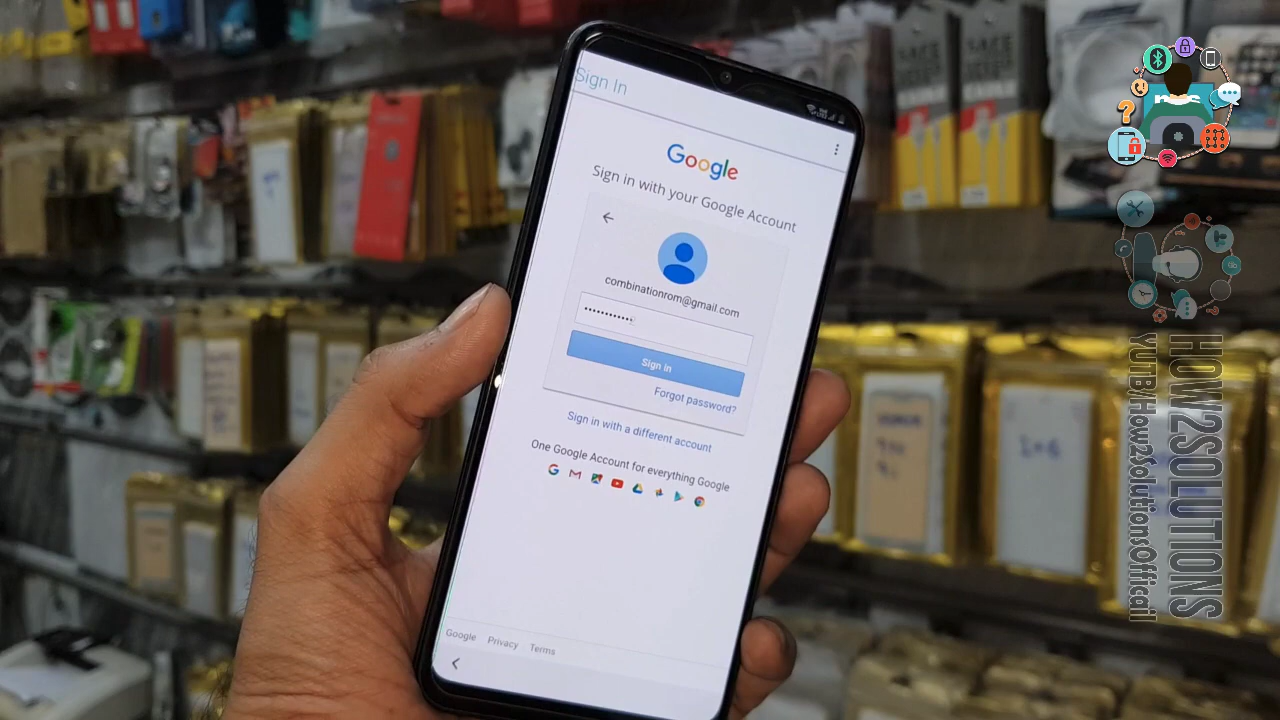 Sign In
Google
Sign in with your Google Account
combinationrom@gmail.com
••••••••••••
Sign in
Forgot password?
Sign in with a different account
One Google Account for everything Google
Google Privacy Terms
HOW2SOLUTIONS
YUTB/How2SolutionsOfficail